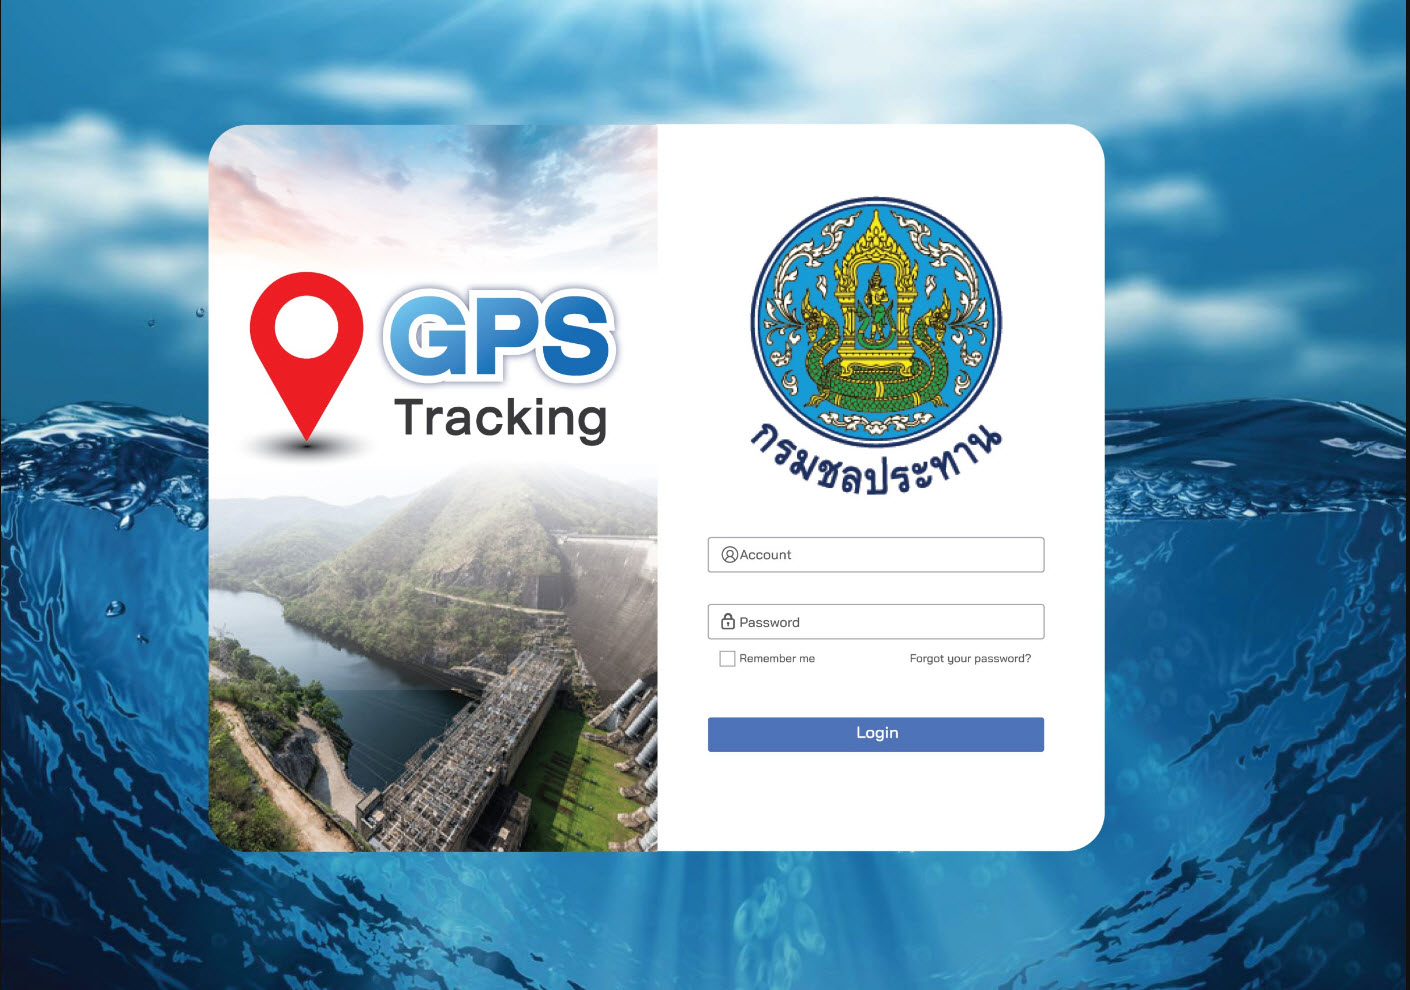 GPS
Tracking
กรมชลประทาน
Account
Password
Remember me
Forgot your password?
Login